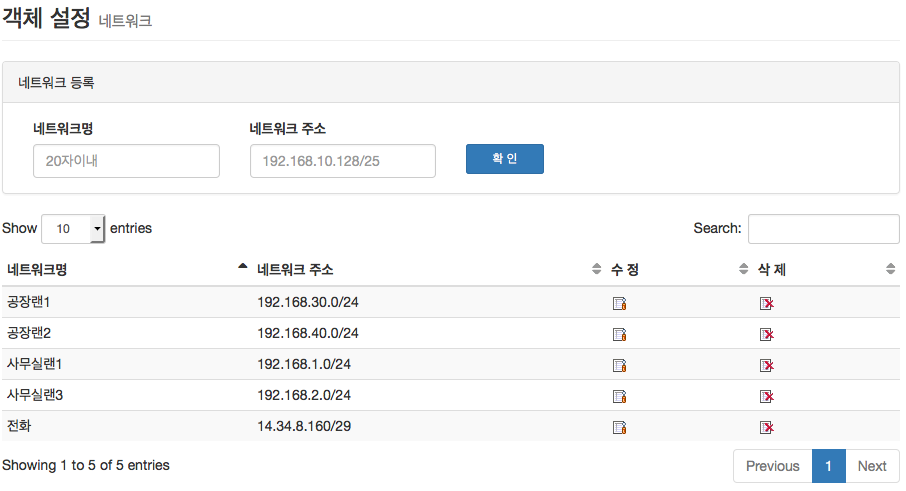 객체 설정 네트워크
네트워크 등록
네트워크명 네트워크 주소
20자이내 192.168.10.128/25 확 인
Show 10 entries Search:
네트워크명 네트워크 주소 수 정 삭 제
공장랜1 192.168.30.0/24
공장랜2 192.168.40.0/24
사무실랜1 192.168.1.0/24
사무실랜3 192.168.2.0/24
전화 14.34.8.160/29
Showing 1 to 5 of 5 entries Previous 1 Next